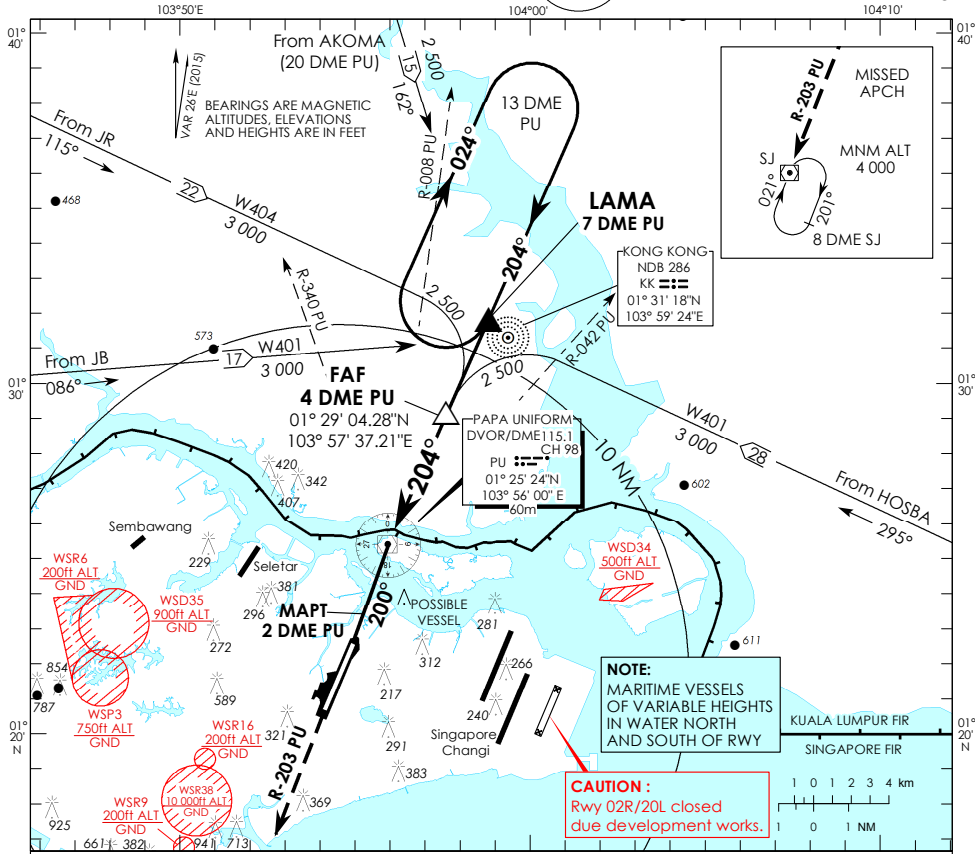 103°50'E
104°00'
104°10'
01°
40'
01°
40'
From AKOMA
(20 DME PU)
2 500
15
162°
VAR 26'E (2015)
BEARINGS ARE MAGNETIC
ALTITUDES, ELEVATIONS
AND HEIGHTS ARE IN FEET
13 DME
PU
R-203 PU
MISSED
APCH
SJ
MNM ALT
4 000
021°
201°
8 DME SJ
From JR
115°
22
W404
3 000
R-008 PU
024°
204°
LAMA
7 DME PU
468
KONG KONG
NDB 286
KK
01° 31' 18"N
103° 59' 24"E
R-340 PU
2 500
R-042 PU
573
From JB
086°
17
W401
3 000
2 500
01°
30'
01°
30'
FAF
4 DME PU
01° 29' 04.28"N
103° 57' 37.21"E
W401
3 000
28
From HOSBA
295°
PAPA UNIFORM
DVOR/DME 115.1
CH 98
PU
01° 25' 24"N
103° 56' 00" E
60m
10 NM
204°
420
342
407
602
Sembawang
229
Seletar
0
9
18
27
WSR6
200ft ALT
GND
WSD35
900ft ALT
GND
WSD34
500ft ALT
GND
381
296
MAPT
2 DME PU
200°
POSSIBLE
VESSEL
281
272
312
266
611
854
787
589
217
240
WSP3
750ft ALT
GND
WSR16
200ft ALT
GND
321
291
Singapore
Changi
NOTE:
MARITIME VESSELS
OF VARIABLE HEIGHTS
IN WATER NORTH
AND SOUTH OF RWY
KUALA LUMPUR FIR
SINGAPORE FIR
01°
20'
N
01°
20'
N
R-203 PU
383
WSR38
10 000ft ALT
GND
369
WSR9
200ft ALT
GND
CAUTION :
Rwy 02R/20L closed
due development works.
1 0 1 2 3 4 km
1 0 1 NM
925
661
382
941
713